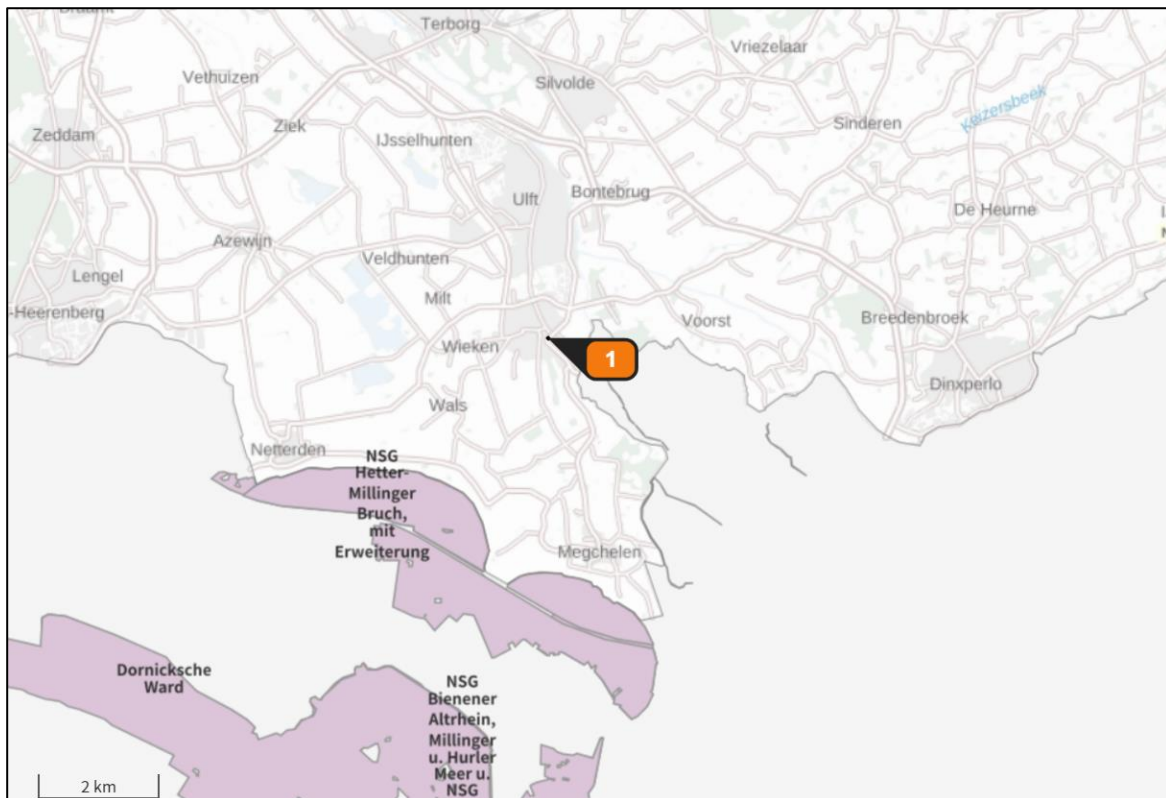 Terborg
Vriezelaar
Vethuizen
Silvolde
Keizersbeek
Zeddam
Ziek
IJsselhunten
Sinderen
Ulft
Bontebrug
De Heurne
Azewijn
Veldhunten
Lengel
Milt
-Heerenberg
Voorst
Breedenbroek
Wieken
1
Dinxperlo
Wals
Netterden
NSG
Hetter-
Millinger
Bruch,
mit
Erweiterung
Megchelen
Dornicksche
Ward
NSG
Bienener
Altrhein,
Millinger
u. Hurler
Meer u.
NSG
2 km